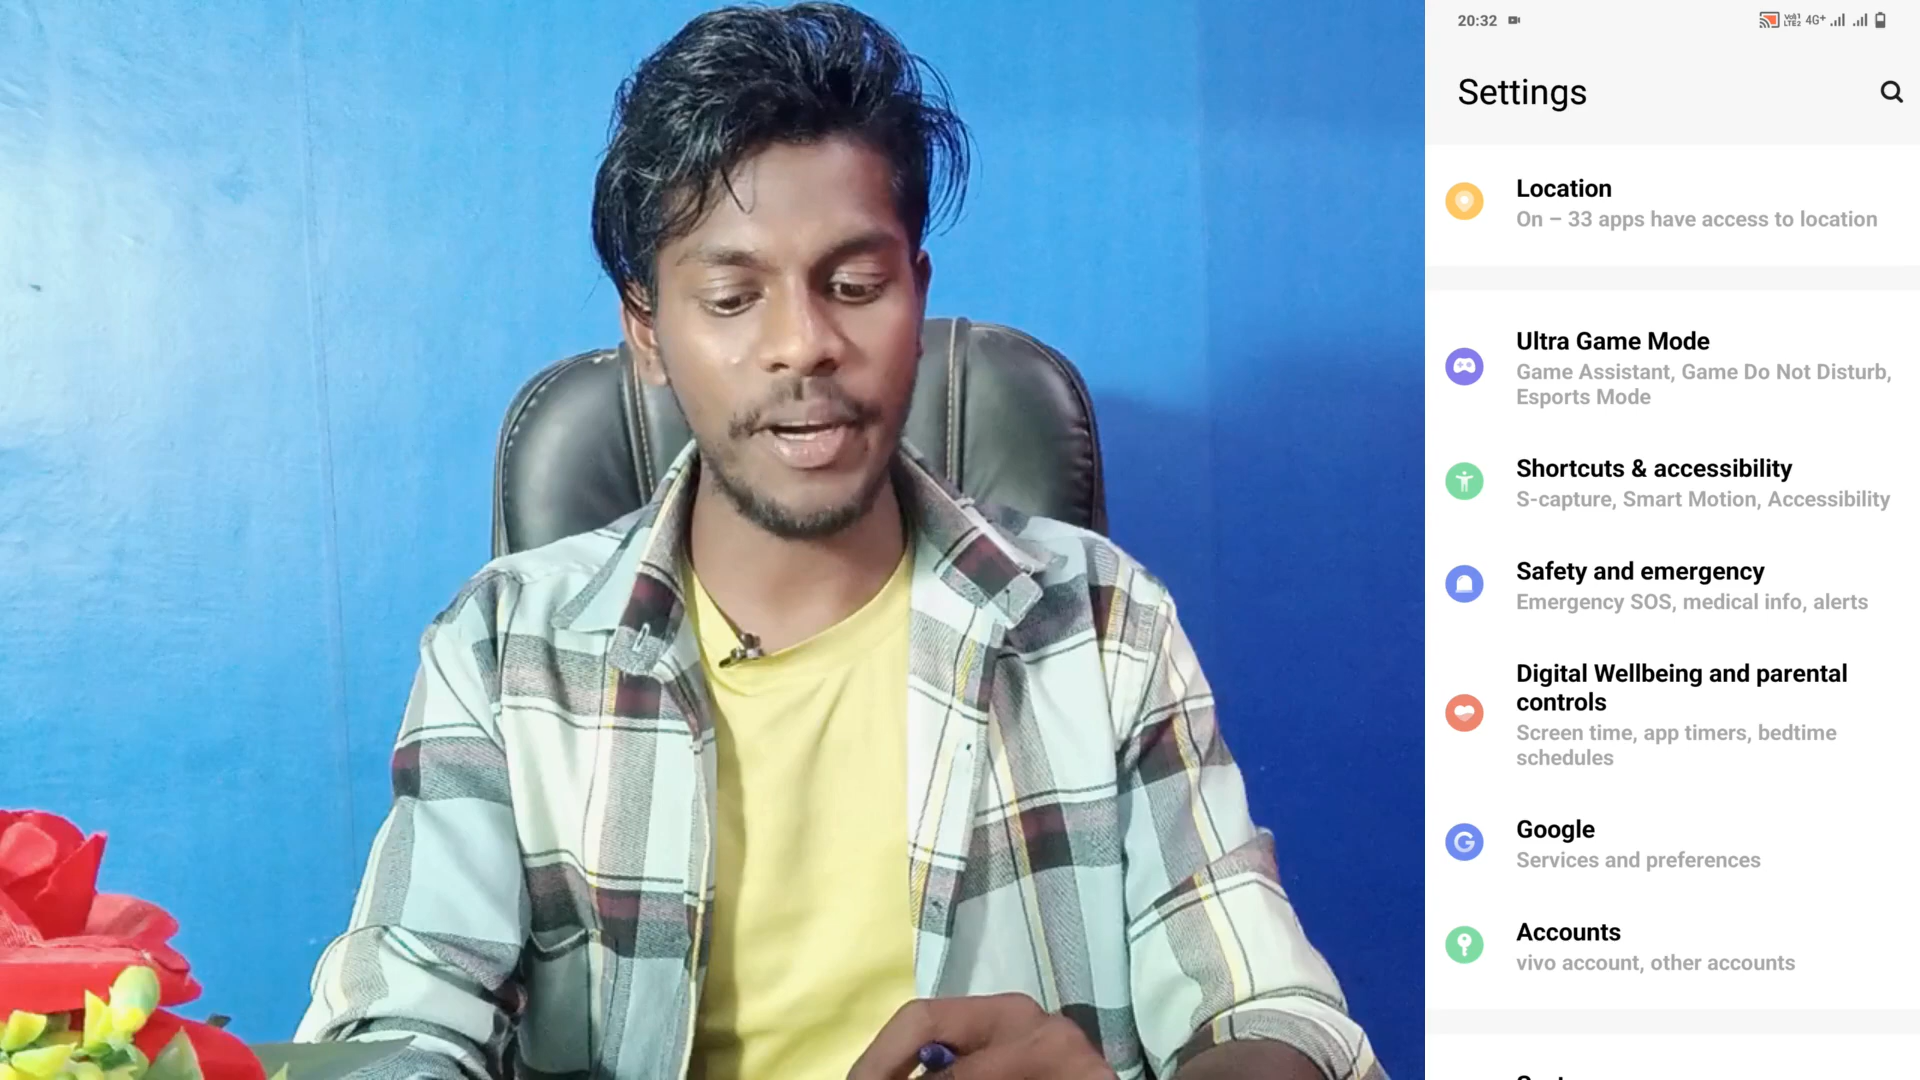 20:32
4G+
Settings
Location
On – 33 apps have access to location
Ultra Game Mode
Game Assistant, Game Do Not Disturb,
Esports Mode
Shortcuts & accessibility
S-capture, Smart Motion, Accessibility
Safety and emergency
Emergency SOS, medical info, alerts
Digital Wellbeing and parental
controls
Screen time, app timers, bedtime
schedules
Google
Services and preferences
Accounts
vivo account, other accounts